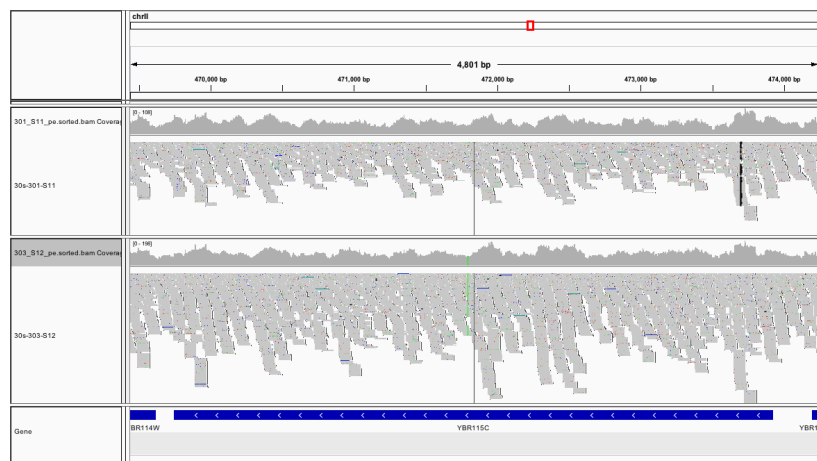 chrII
4,801 bp
470,000 bp 471,000 bp 472,000 bp 473,000 bp 474,000 bp
301_S11_pe.sorted.bam Coverag
[0 - 108]
30s-301-S11
303_S12_pe.sorted.bam Coverag
[0 - 198]
30s-303-S12
Gene
BR114W YBR115C YBR1